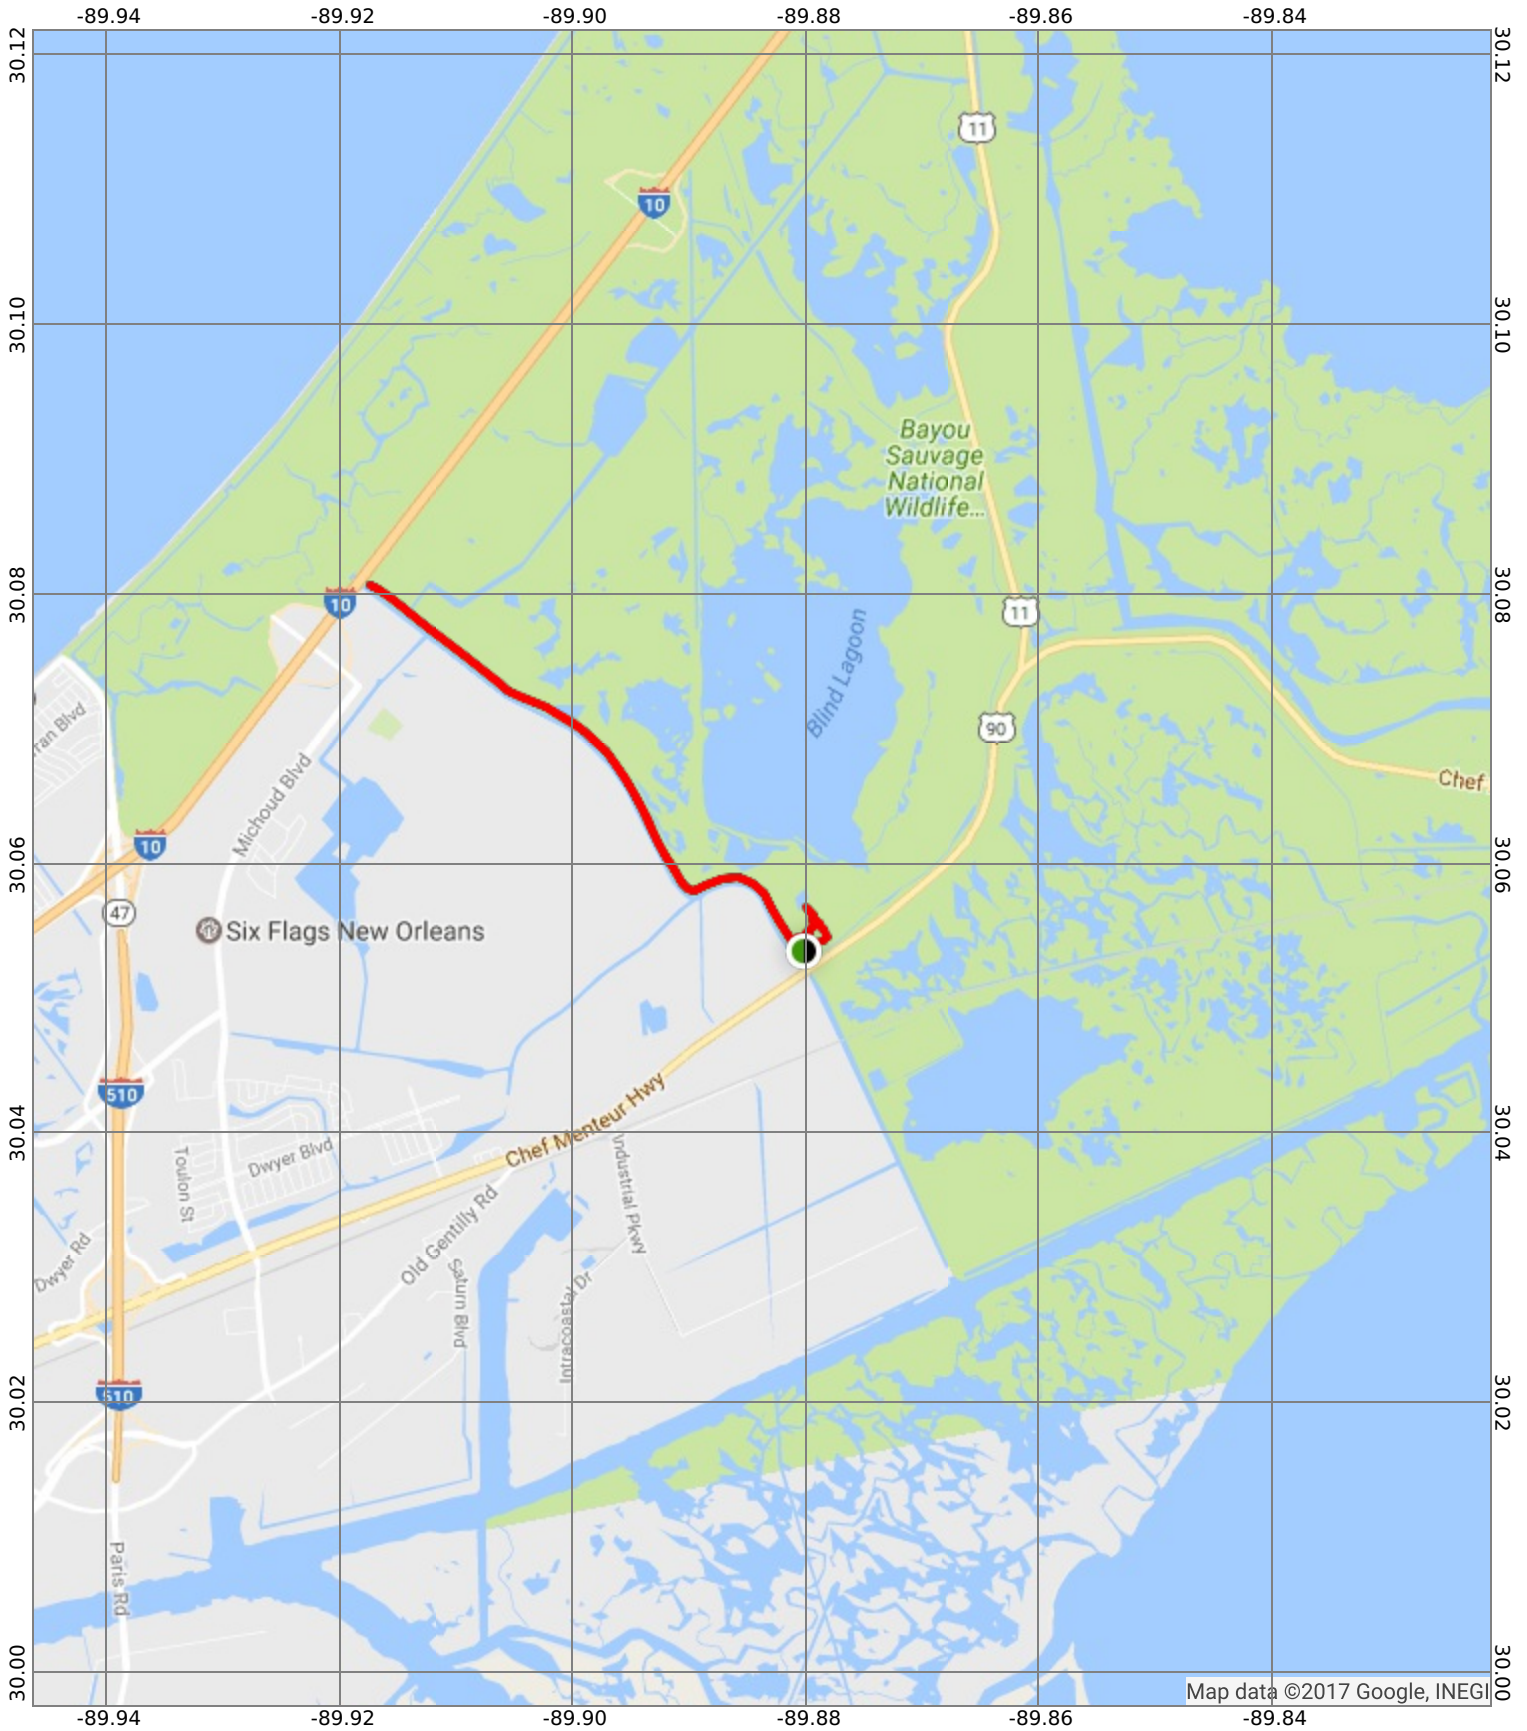 -89.94 -89.92 -89.90 -89.88 -89.86 -89.84
30.12 30.12
11
10
30.10 30.10
Bayou
Sauvage
National
Wildlife...
30.08 30.08
10
11
Blind Lagoon
90
Michoud Blvd
Chef
10
30.06 30.06
47
Six Flags New Orleans
510
Chef Menteur Hwy
30.04 30.04
Dwyer Blvd
Toulon St
Industrial Pkwy
Old Gentilly Rd
Dwyer Rd
Saturn Blvd
Intracoastal Dr
510
30.02 30.02
Paris Rd
30.00 30.00
Map data ©2017 Google, INEGI
-89.94 -89.92 -89.90 -89.88 -89.86 -89.84